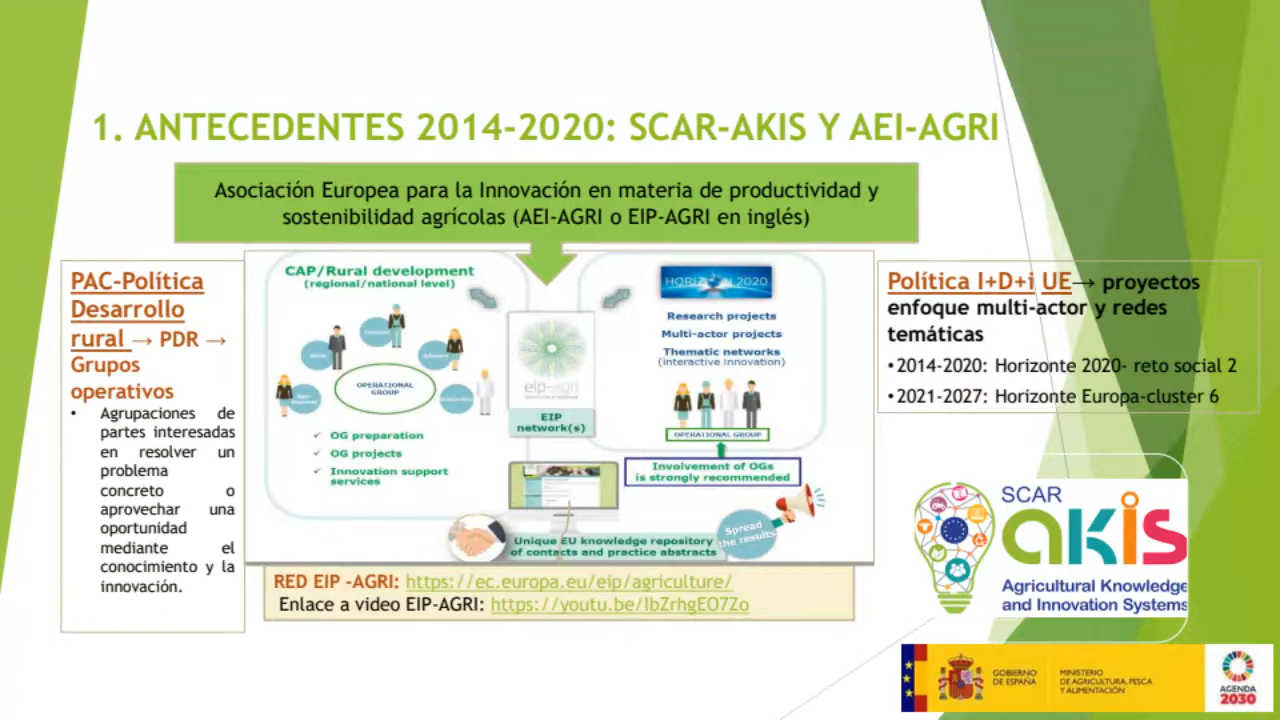 1. ANTECEDENTES 2014-2020: SCAR-AKIS Y AEI-AGRI
Asociación Europea para la Innovación en materia de productividad y
sostenibilidad agrícolas (AEI-AGRI o EIP-AGRI en inglés)
PAC-Política
Desarrollo
rural → PDR →
Grupos
operativos
• Agrupaciones de
partes interesadas
en resolver un
problema
concreto o
aprovechar una
oportunidad
mediante el
conocimiento y la
innovación.
CAP/Rural development
(regional/national level)
OPERATIONAL
GROUP
✓ OG preparation
✓ OG projects
✓ Innovation support
services
eip-agri
EIP
network(s)
HORIZON 2020
Research projects
Multi-actor projects
Thematic networks
(interactive innovation)
OPERATIONAL GROUP
Involvement of OGs
is strongly recommended
Spread
the results
Unique EU knowledge repository
of contacts and practice abstracts
RED EIP -AGRI: https://ec.europa.eu/eip/agriculture/
Enlace a video EIP-AGRI: https://youtu.be/IbZrhgEO7Zo
Política I+D+i UE→ proyectos
enfoque multi-actor y redes
temáticas
•2014-2020: Horizonte 2020- reto social 2
•2021-2027: Horizonte Europa-cluster 6
SCAR
akis
Agricultural Knowledge
and Innovation Systems
GOBIERNO
DE ESPAÑA
MINISTERIO
DE AGRICULTURA, PESCA
Y ALIMENTACIÓN
AGENDA
2030